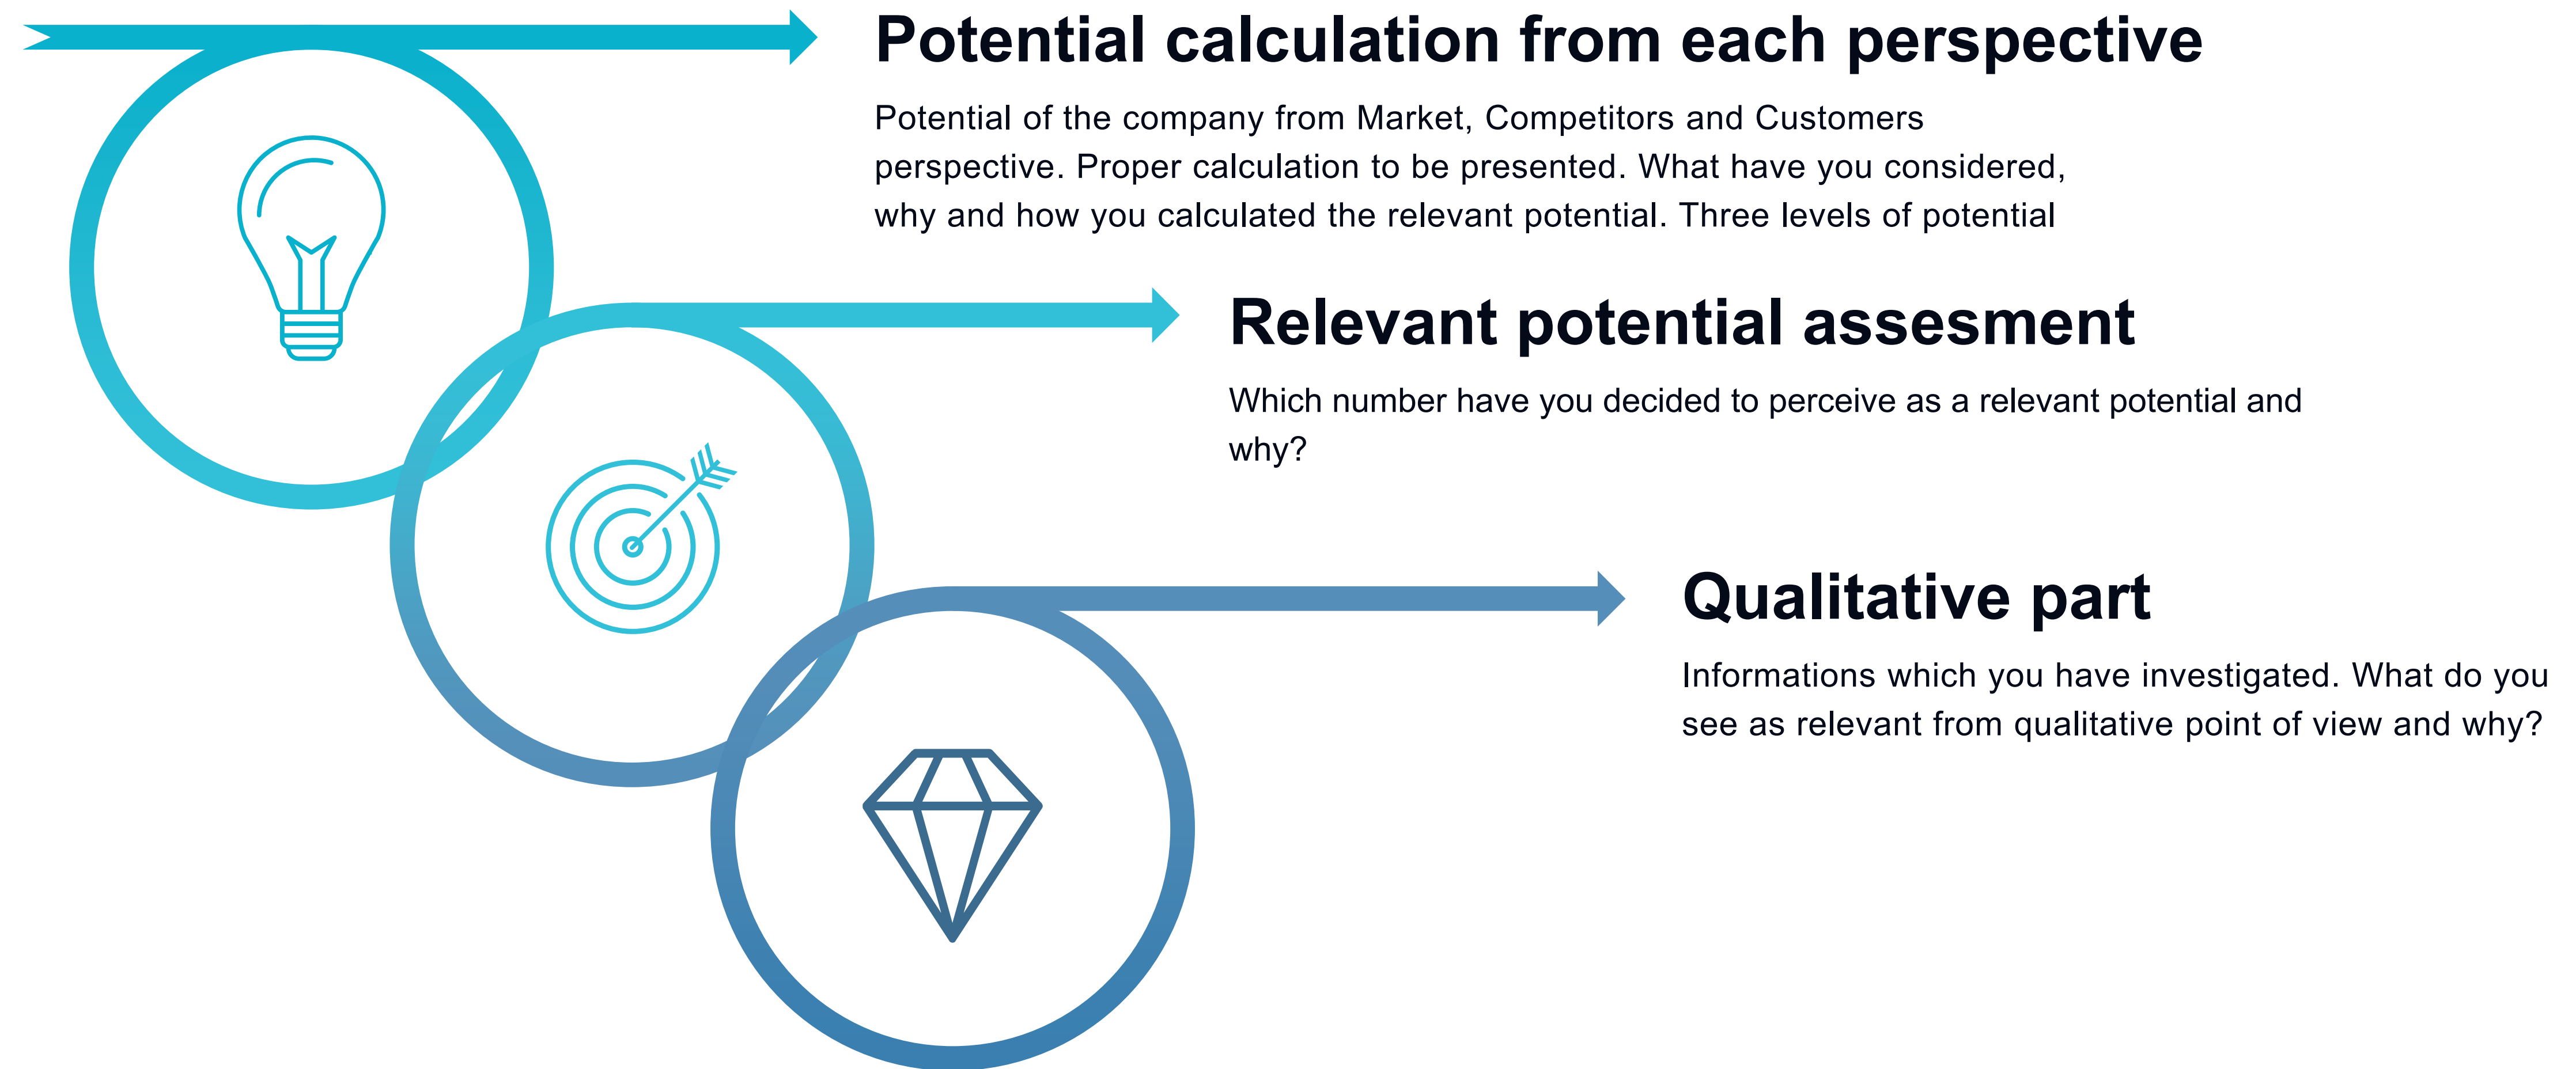 Potential calculation from each perspective
Potential of the company from Market, Competitors and Customers
perspective. Proper calculation to be presented. What have you considered,
why and how you calculated the relevant potential. Three levels of potential
Relevant potential assesment
Which number have you decided to perceive as a relevant potential and
why?
Qualitative part
Informations which you have investigated. What do you
see as relevant from qualitative point of view and why?